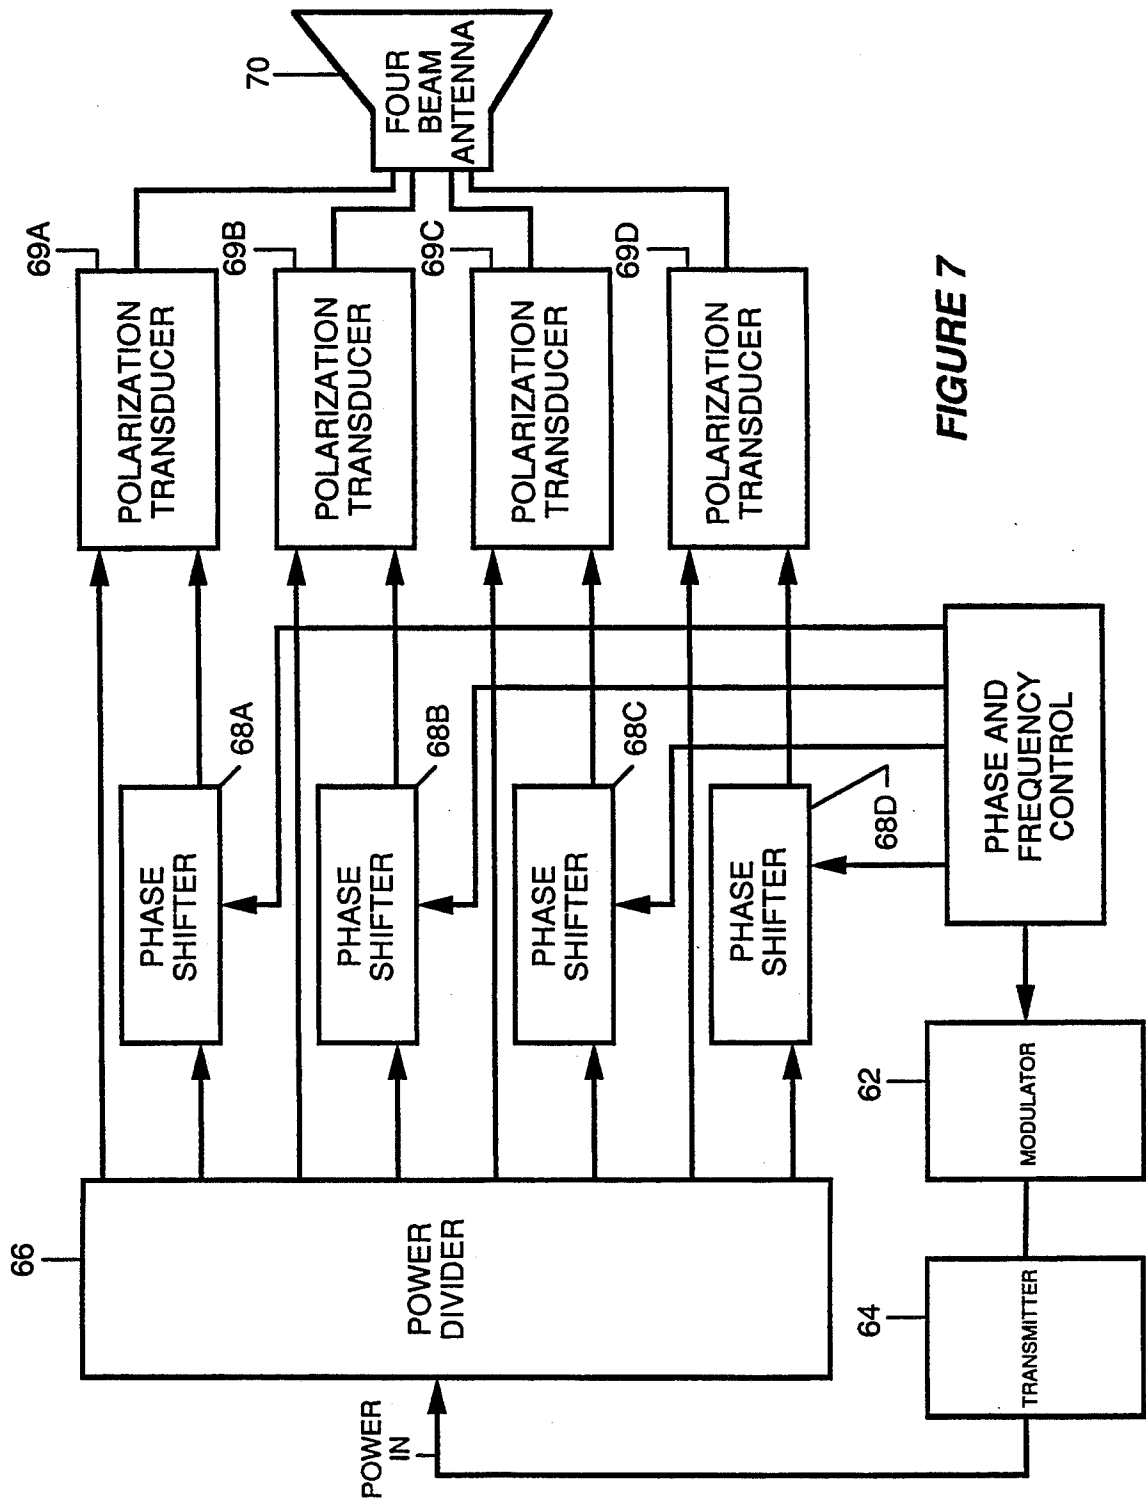 66
POWER
DIVIDER
POWER
IN
PHASE
SHIFTER
68A
PHASE
SHIFTER
68B
PHASE
SHIFTER
68C
PHASE
SHIFTER
68D
POLARIZATION
TRANSDUCER
69A
POLARIZATION
TRANSDUCER
69B
POLARIZATION
TRANSDUCER
69C
POLARIZATION
TRANSDUCER
69D
70
FOUR
BEAM
ANTENNA
64
TRANSMITTER
62
MODULATOR
PHASE AND
FREQUENCY
CONTROL
FIGURE 7